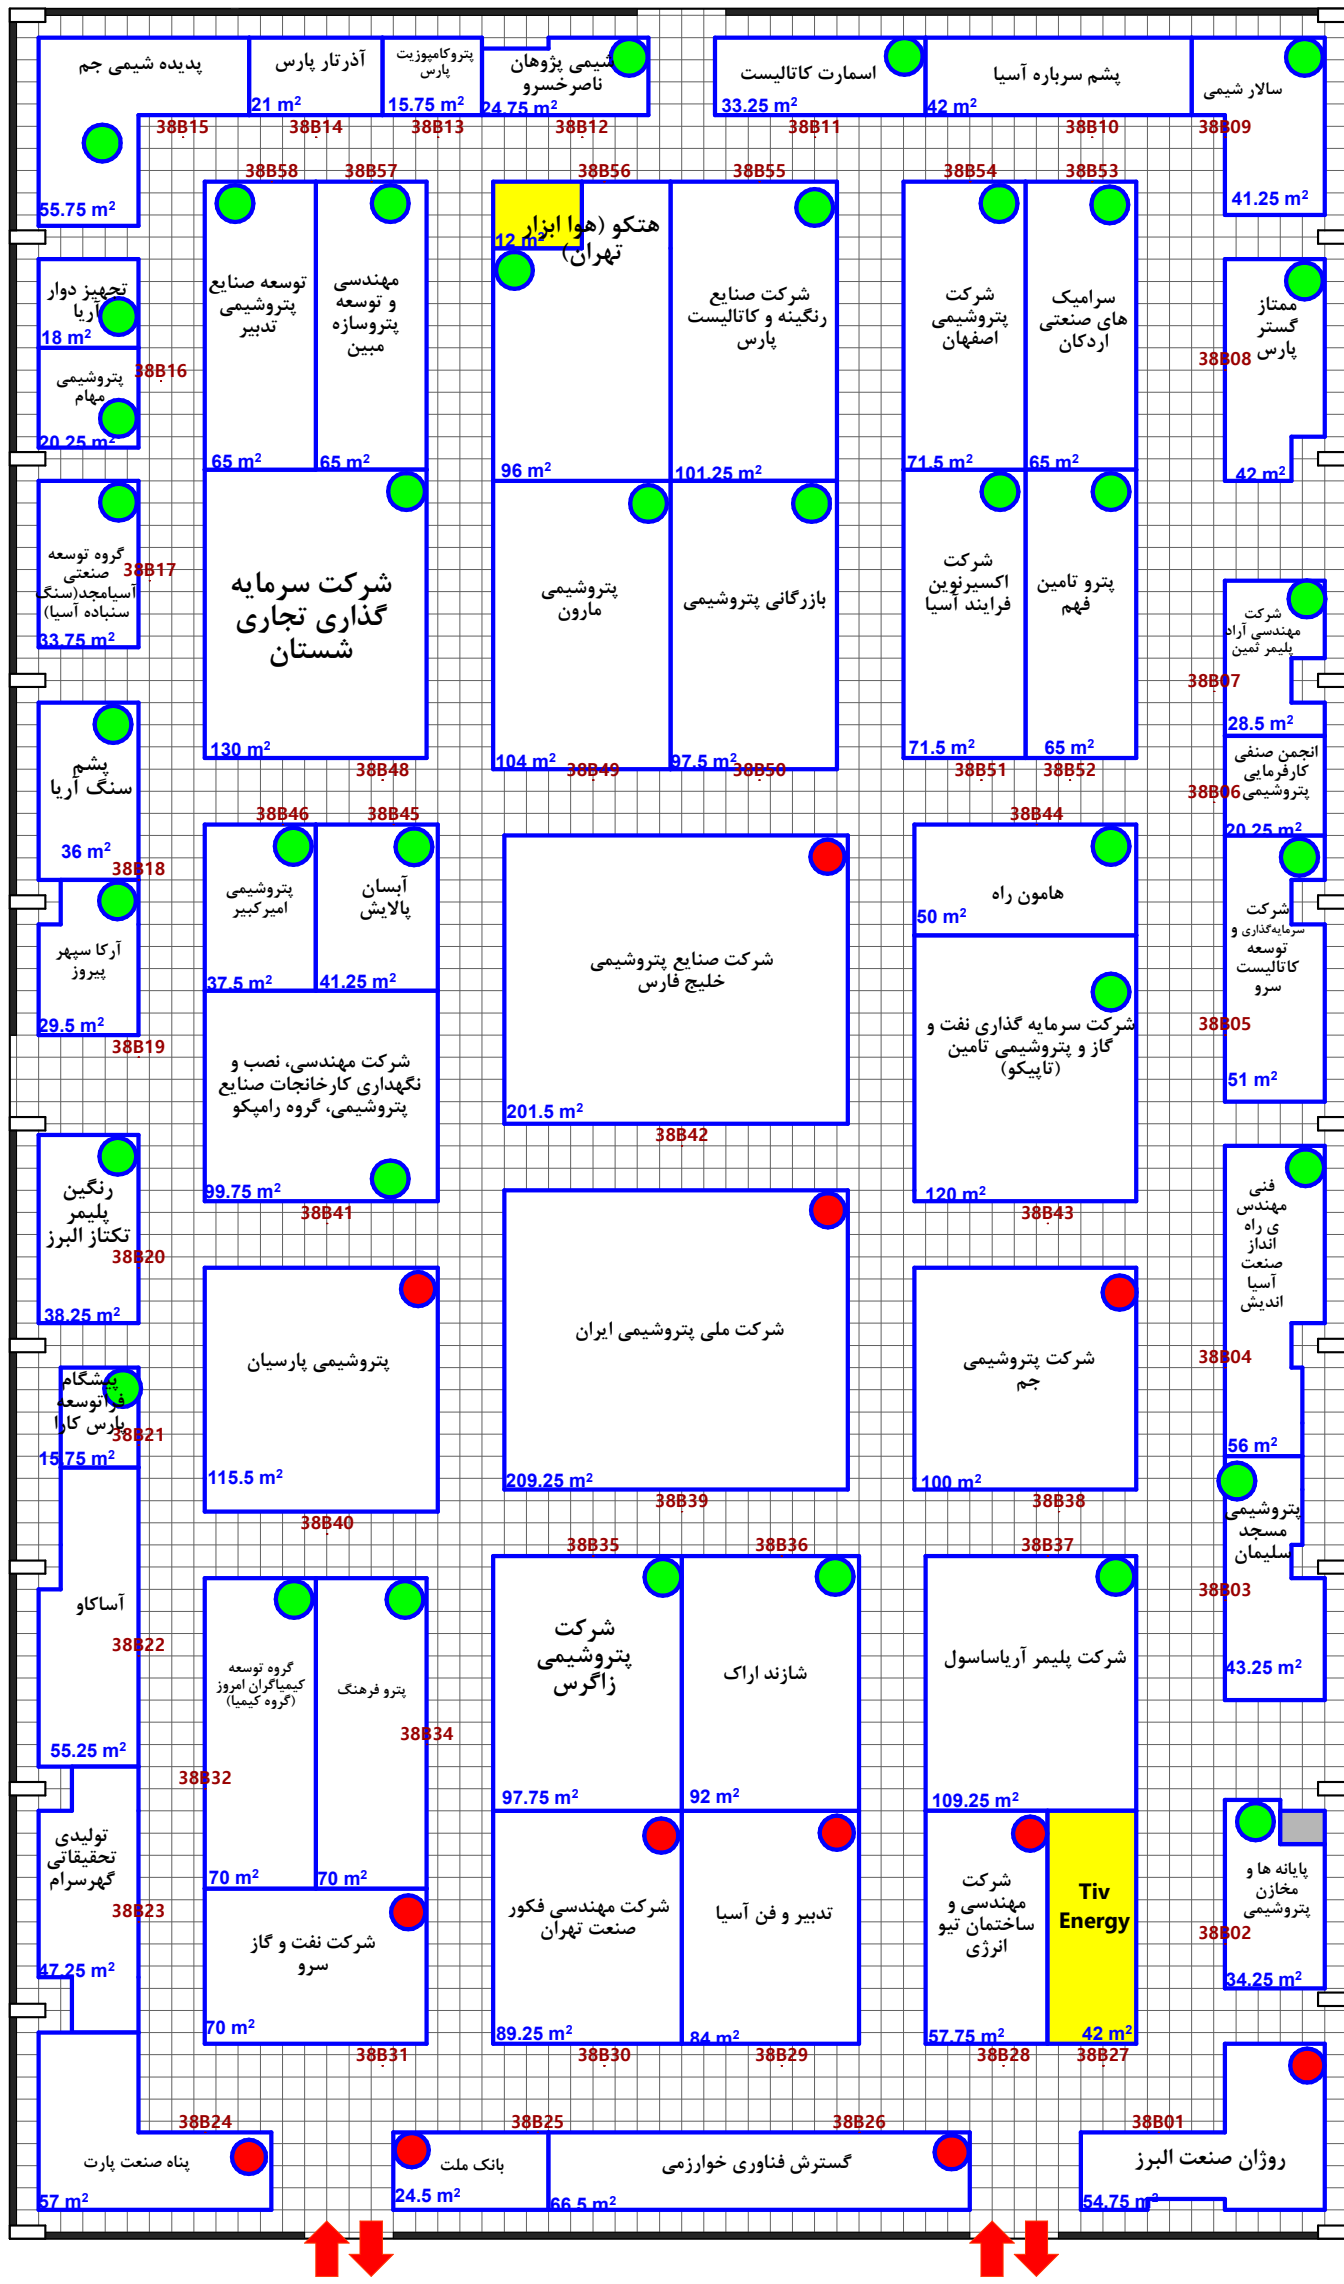 پدیده شیمی جم
55.75 m²
38B15
آذر تار پارس
21 m²
38B14
پتروکامپوزیت
پارس
15.75 m²
38B13
شیمی پژوهان
ناصرخسرو
24.75 m²
38B12
اسمارت کاتالیست
33.25 m²
38B11
پشم سرباره آسیا
42 m²
38B10
سالار شیمی
38B09
41.25 m²
38B58
توسعه صنایع
پتروشیمی
تدبیر
65 m²
38B57
مهندسی
و توسعه
پتروسازه
مبین
65 m²
38B56
12 m²
هتکو (هوا ابزار
تهران)
96 m²
38B55
شرکت صنایع
رنگینه و کاتالیست
پارس
101.25 m²
38B54
شرکت
پتروشیمی
اصفهان
71.5 m²
38B53
سرامیک
های صنعتی
اردکان
65 m²
ممتاز
گستر
پارس
38B08
42 m²
تجهیز دوار
آریا
18 m²
38B16
پتروشیمی
مهام
20.25 m²
گروه توسعه
صنعتی
آسیامجد(سنگ
سنباده آسیا)
38B17
33.75 m²
شرکت سرمایه
گذاری تجاری
شستان
130 m²
38B48
پتروشیمی
مارون
104 m²
38B49
بازرگانی پتروشیمی
97.5 m²
38B50
شرکت
اکسیرنوین
فرایند آسیا
71.5 m²
38B51
پترو تامین
فهم
65 m²
38B52
شرکت
مهندسی آراد
پلیمر ثمین
38B07
28.5 m²
انجمن صنفی
کارفرمایی
پتروشیمی
38B06
20.25 m²
پشم
سنگ آریا
36 m²
38B18
آرکا سپهر
پیروز
29.5 m²
38B19
38B46
پتروشیمی
امیرکبیر
37.5 m²
38B45
آبسان
پالایش
41.25 m²
شرکت صنایع پتروشیمی
خلیج فارس
201.5 m²
38B42
38B44
هامون راه
50 m²
شرکت سرمایه گذاری نفت و
گاز و پتروشیمی تامین
(تاپیکو)
120 m²
38B43
شرکت
سرمایه‌گذاری و
توسعه
کاتالیست
سرو
38B05
51 m²
شرکت مهندسی، نصب و
نگهداری کارخانجات صنایع
پتروشیمی، گروه رامپکو
99.75 m²
38B41
رنگین
پلیمر
تکتاز البرز
38B20
38.25 m²
پتروشیمی پارسیان
115.5 m²
38B40
شرکت ملی پتروشیمی ایران
209.25 m²
38B39
شرکت پتروشیمی
جم
100 m²
38B38
فنی
مهندس
ی راه
انداز
صنعت
آسیا
اندیش
38B04
56 m²
پیشگام
فراتوسعه
پارس کارا
38B21
15.75 m²
آساکاو
38B22
55.25 m²
گروه توسعه
کیمیاگران امروز
(گروه کیمیا)
38B32
70 m²
پترو فرهنگ
38B34
70 m²
38B35
شرکت
پتروشیمی
زاگرس
97.75 m²
38B36
شازند اراک
92 m²
38B37
شرکت پلیمر آریاساسول
109.25 m²
پتروشیمی
مسجد
سلیمان
38B03
43.25 m²
تولیدی
تحقیقاتی
گهرسرام
38B23
47.25 m²
شرکت نفت و گاز
سرو
70 m²
38B31
شرکت مهندسی فکور
صنعت تهران
89.25 m²
38B30
تدبیر و فن آسیا
84 m²
38B29
شرکت
مهندسی و
ساختمان تیو
انرژی
57.75 m²
38B28
Tiv
Energy
42 m²
38B27
پایانه ها و
مخازن
پتروشیمی
38B02
34.25 m²
38B24
پناه صنعت پارت
57 m²
بانک ملت
24.5 m²
38B25
گسترش فناوری خوارزمی
66.5 m²
38B26
38B01
روژان صنعت البرز
54.75 m²